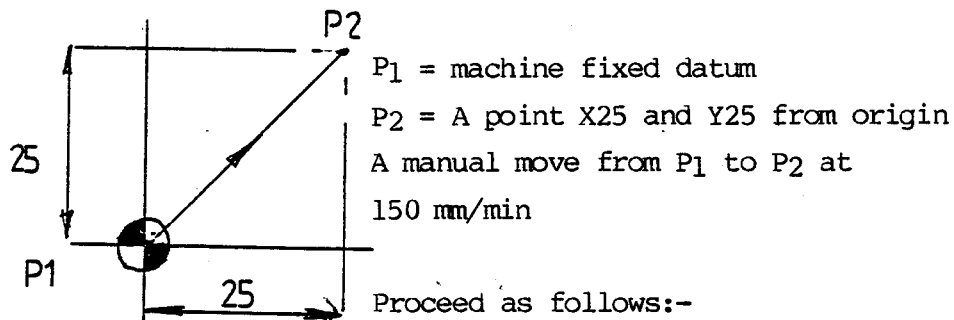 P2
P1 = machine fixed datum
P2 = A point X25 and Y25 from origin
25
A manual move from P1 to P2 at
150 mm/min
P1
25
Proceed as follows:-